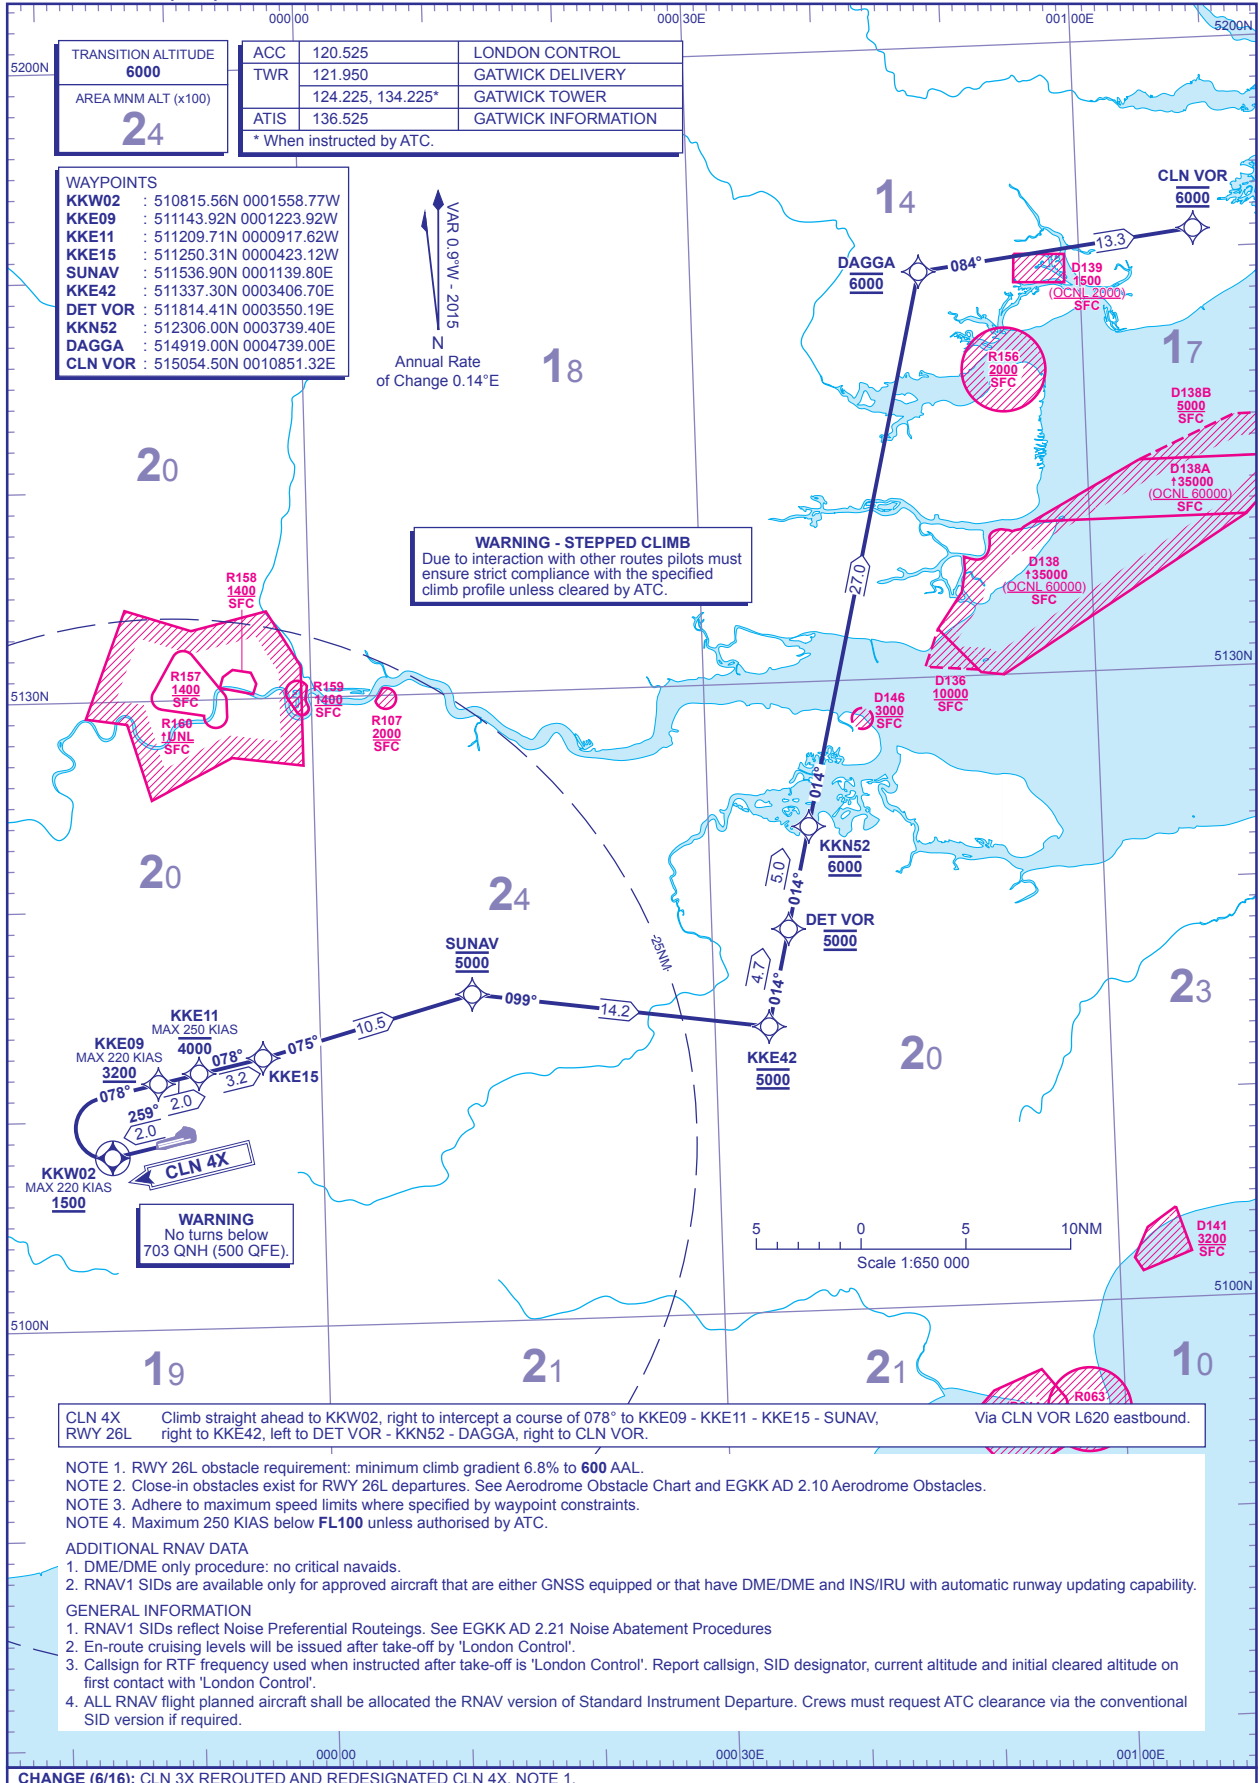 000 00
000 30E
001 00E
5200N
5200N
TRANSITION ALTITUDE
6000
AREA MNM ALT (x100)
24
ACC 120.525 LONDON CONTROL
TWR 121.950 GATWICK DELIVERY
124.225, 134.225* GATWICK TOWER
ATIS 136.525 GATWICK INFORMATION
* When instructed by ATC.
WAYPOINTS
KKW02 : 510815.56N 0001558.77W
KKE09 : 511143.92N 0001223.92W
KKE11 : 511209.71N 0000917.62W
KKE15 : 511250.31N 0000423.12W
SUNAV : 511536.90N 0001139.80E
KKE42 : 511337.30N 0003406.70E
DET VOR : 511814.41N 0003550.19E
KKN52 : 512306.00N 0003739.40E
DAGGA : 514919.00N 0004739.00E
CLN VOR : 515054.50N 0010851.32E
VAR 0.9°W - 2015
N
Annual Rate
of Change 0.14°E
14
CLN VOR
6000
DAGGA
6000
084°
13.3
D139
1500
(OCNL 2000)
SFC
18
R156
2000
SFC
17
D138B
5000
SFC
20
D138A
↑35000
(OCNL 60000)
SFC
WARNING - STEPPED CLIMB
Due to interaction with other routes pilots must
ensure strict compliance with the specified
climb profile unless cleared by ATC.
27.0
D138
↑35000
(OCNL 60000)
SFC
R158
1400
SFC
R157
1400
SFC
R159
1400
SFC
R160
↑UNL
SFC
R107
2000
SFC
5130N
5130N
D136
10000
SFC
D146
3000
SFC
014°
KKN52
6000
20
24
5.0
014°
DET VOR
5000
SUNAV
5000
25NM
4.7
014°
23
099°
14.2
KKE42
5000
20
KKE11
MAX 250 KIAS
4000
KKE09
MAX 220 KIAS
3200
078°
075°
10.5
KKE15
3.2
078°
2.0
259°
2.0
KKW02
MAX 220 KIAS
1500
CLN 4X
WARNING
No turns below
703 QNH (500 QFE).
5 0 5 10NM
Scale 1:650 000
D141
3200
SFC
5100N
5100N
19
21
21
10
R063
CLN 4X Climb straight ahead to KKW02, right to intercept a course of 078° to KKE09 - KKE11 - KKE15 - SUNAV, Via CLN VOR L620 eastbound.
RWY 26L right to KKE42, left to DET VOR - KKN52 - DAGGA, right to CLN VOR.
NOTE 1. RWY 26L obstacle requirement: minimum climb gradient 6.8% to 600 AAL.
NOTE 2. Close-in obstacles exist for RWY 26L departures. See Aerodrome Obstacle Chart and EGKK AD 2.10 Aerodrome Obstacles.
NOTE 3. Adhere to maximum speed limits where specified by waypoint constraints.
NOTE 4. Maximum 250 KIAS below FL100 unless authorised by ATC.
ADDITIONAL RNAV DATA
1. DME/DME only procedure: no critical navaids.
2. RNAV1 SIDs are available only for approved aircraft that are either GNSS equipped or that have DME/DME and INS/IRU with automatic runway updating capability.
GENERAL INFORMATION
1. RNAV1 SIDs reflect Noise Preferential Routeings. See EGKK AD 2.21 Noise Abatement Procedures
2. En-route cruising levels will be issued after take-off by 'London Control'.
3. Callsign for RTF frequency used when instructed after take-off is 'London Control'. Report callsign, SID designator, current altitude and initial cleared altitude on
first contact with 'London Control'.
4. ALL RNAV flight planned aircraft shall be allocated the RNAV version of Standard Instrument Departure. Crews must request ATC clearance via the conventional
SID version if required.
000 00
000 30E
001 00E
CHANGE (6/16): CLN 3X REROUTED AND REDESIGNATED CLN 4X. NOTE 1.